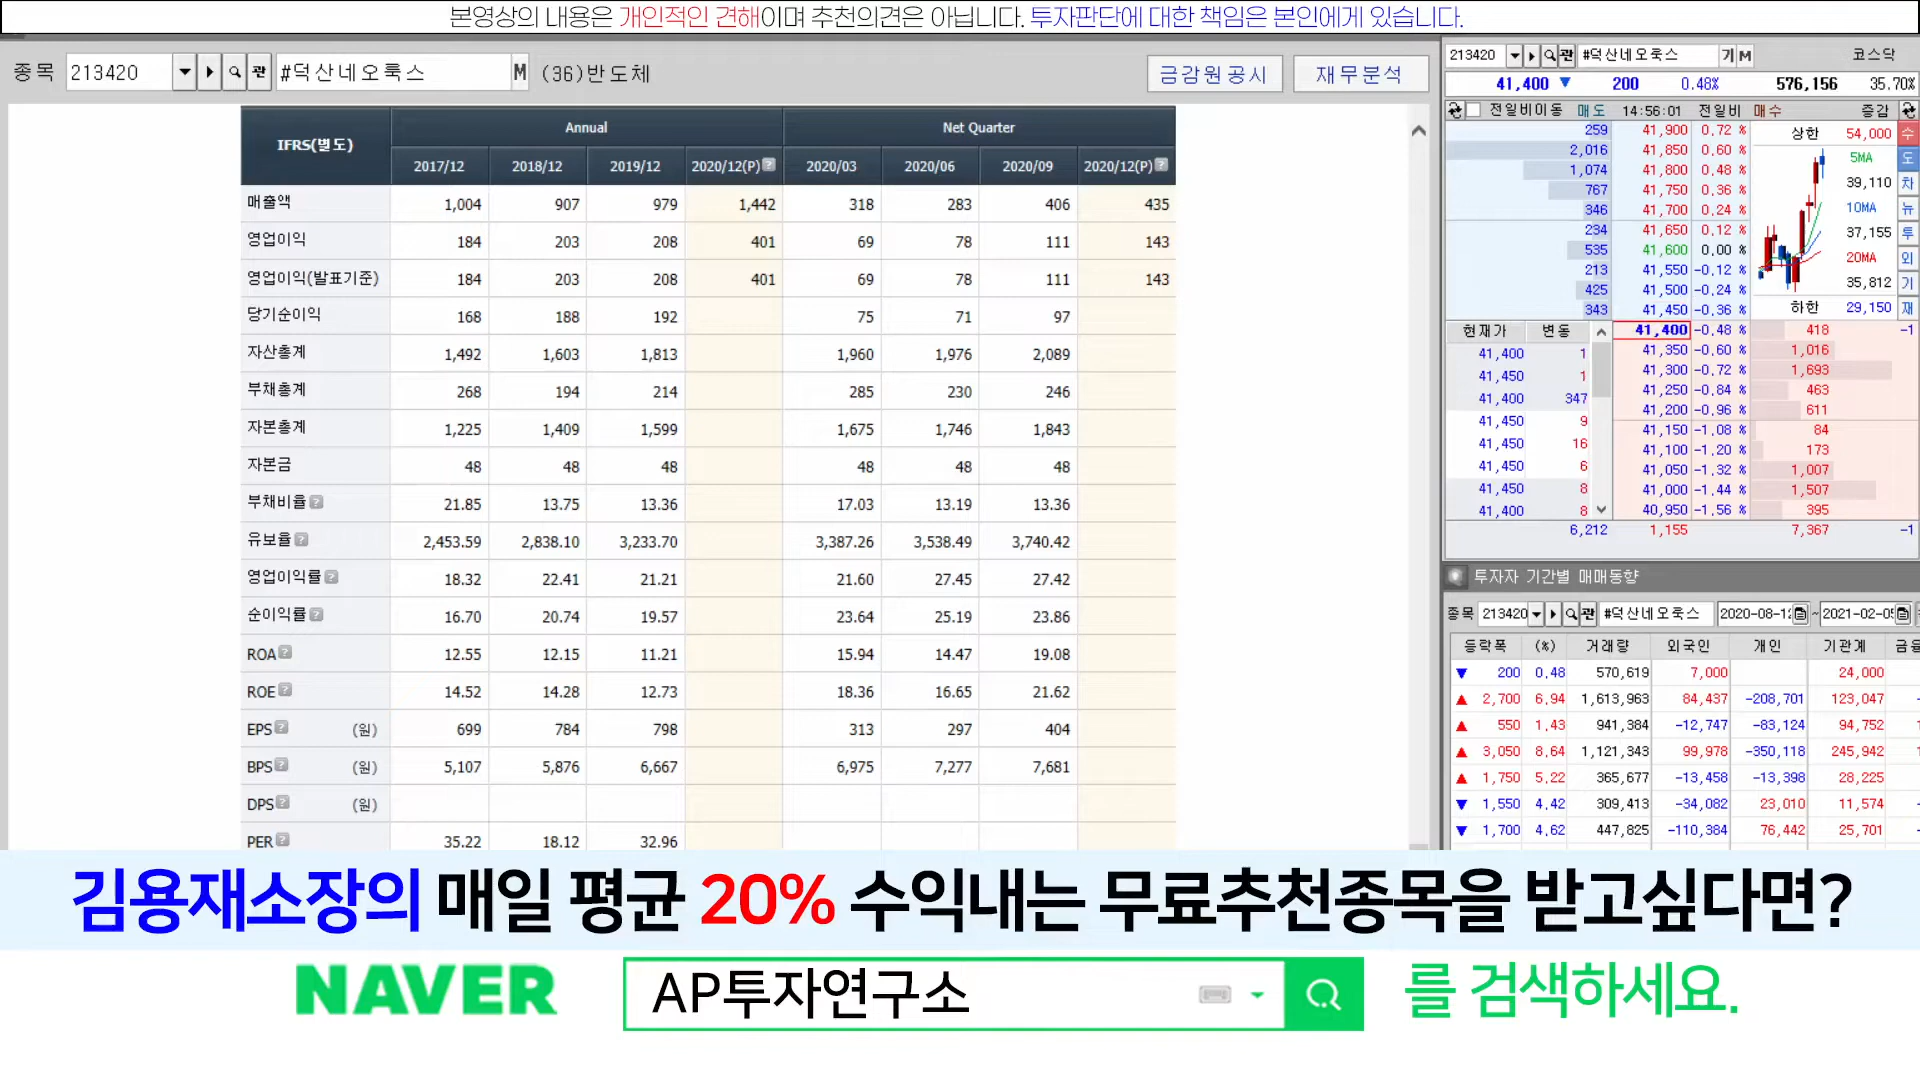 본영상의 내용은 개인적인 견해이며 추천의견은 아닙니다. 투자판단에 대한 책임은 본인에게 있습니다.
종목 213420 관 #덕산네오룩스 M (36)반도체 금감원공시 재무분석
IFRS(별도) Annual Net Quarter
2017/12 2018/12 2019/12 2020/12(P) 2020/03 2020/06 2020/09 2020/12(P)
매출액 1,004 907 979 1,442 318 283 406 435
영업이익 184 203 208 401 69 78 111 143
영업이익(발표기준) 184 203 208 401 69 78 111 143
당기순이익 168 188 192 75 71 97
자산총계 1,492 1,603 1,813 1,960 1,976 2,089
부채총계 268 194 214 285 230 246
자본총계 1,225 1,409 1,599 1,675 1,746 1,843
자본금 48 48 48 48 48 48
부채비율 21.85 13.75 13.36 17.03 13.19 13.36
유보율 2,453.59 2,838.10 3,233.70 3,387.26 3,538.49 3,740.42
영업이익률 18.32 22.41 21.21 21.60 27.45 27.42
순이익률 16.70 20.74 19.57 23.64 25.19 23.86
ROA 12.55 12.15 11.21 15.94 14.47 19.08
ROE 14.52 14.28 12.73 18.36 16.65 21.62
EPS (원) 699 784 798 313 297 404
BPS (원) 5,107 5,876 6,667 6,975 7,277 7,681
DPS (원)
PER 35.22 18.12 32.96
213420 관 #덕산네오룩스 기 M 코스닥
41,400 ▼ 200 0.48% 576,156 35.70%
전일비이동 매도 14:56:01 전일비 매수 증감
259 41,900 0.72 %
2,016 41,850 0.60 %
1,074 41,800 0.48 %
767 41,750 0.36 %
346 41,700 0.24 %
234 41,650 0.12 %
535 41,600 0.00 %
213 41,550 -0.12 %
425 41,500 -0.24 %
343 41,450 -0.36 %
상한 54,000
5MA
39,110
10MA
37,155
20MA
35,812
하한 29,150
수
도
차
뉴
투
외
기
재
현재가 변동
41,400 1
41,450 1
41,400 347
41,450 9
41,450 16
41,450 6
41,450 8
41,400 8
41,400 -0.48 % 418 -1
41,350 -0.60 % 1,016
41,300 -0.72 % 1,693
41,250 -0.84 % 463
41,200 -0.96 % 611
41,150 -1.08 % 84
41,100 -1.20 % 173
41,050 -1.32 % 1,007
41,000 -1.44 % 1,507
40,950 -1.56 % 395
6,212 1,155 7,367 -1
투자자 기간별 매매동향
종목 213420 관 #덕산네오룩스 2020-08-12 ~ 2021-02-05
등락폭 (%) 거래량 외국인 개인 기관계 금융
▼ 200 0.48 570,619 7,000 24,000
▲ 2,700 6.94 1,613,963 84,437 -208,701 123,047
▲ 550 1.43 941,384 -12,747 -83,124 94,752
▲ 3,050 8.64 1,121,343 99,978 -350,118 245,942
▲ 1,750 5.22 365,677 -13,458 -13,398 28,225
▼ 1,550 4.42 309,413 -34,082 23,010 11,574
▼ 1,700 4.62 447,825 -110,384 76,442 25,701
김용재소장의 매일 평균 20% 수익내는 무료추천종목을 받고싶다면?
NAVER AP투자연구소 를 검색하세요.